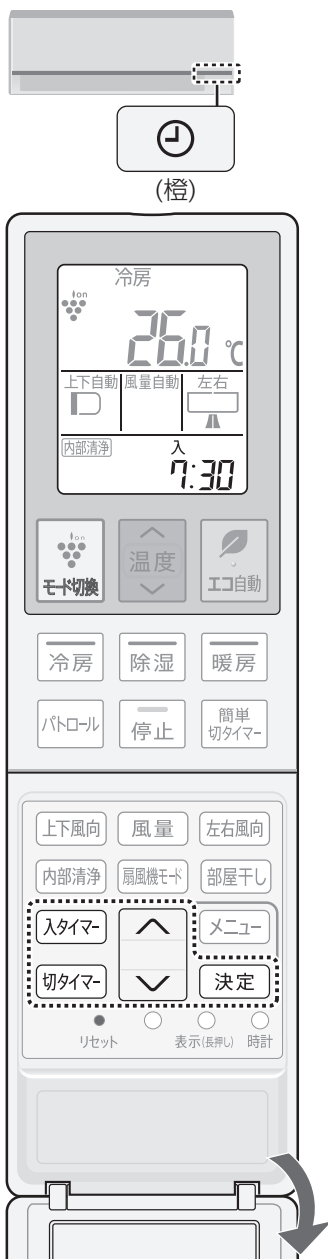 (橙)
冷房
ion
26.0 ℃
上下自動 風量自動 左右
内部清浄 入
7:30
ion
モード切換 温度 エコ自動
冷房 除湿 暖房
パトロール 停止 簡単
切タイマー
上下風向 風量 左右風向
内部清浄 扇風機モード 部屋干し
入タイマー メニュー
切タイマー 決定
リセット 表示(長押し) 時計